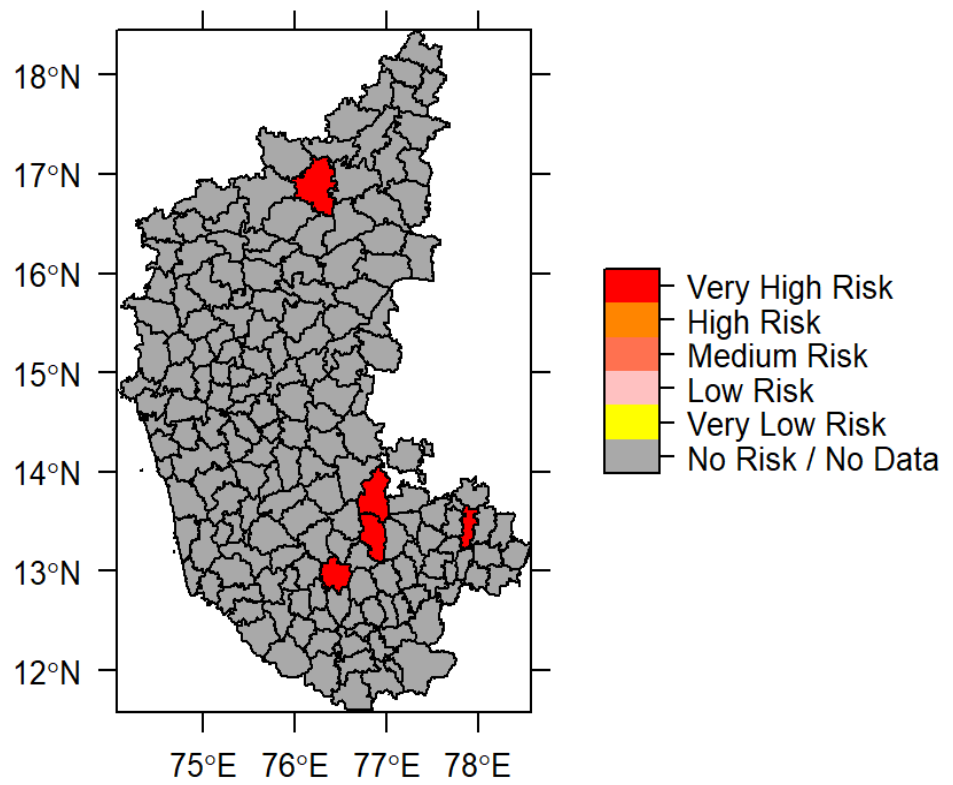 18°N
17°N
16°N
15°N
14°N
13°N
12°N
75°E 76°E 77°E 78°E
Very High Risk
High Risk
Medium Risk
Low Risk
Very Low Risk
No Risk / No Data